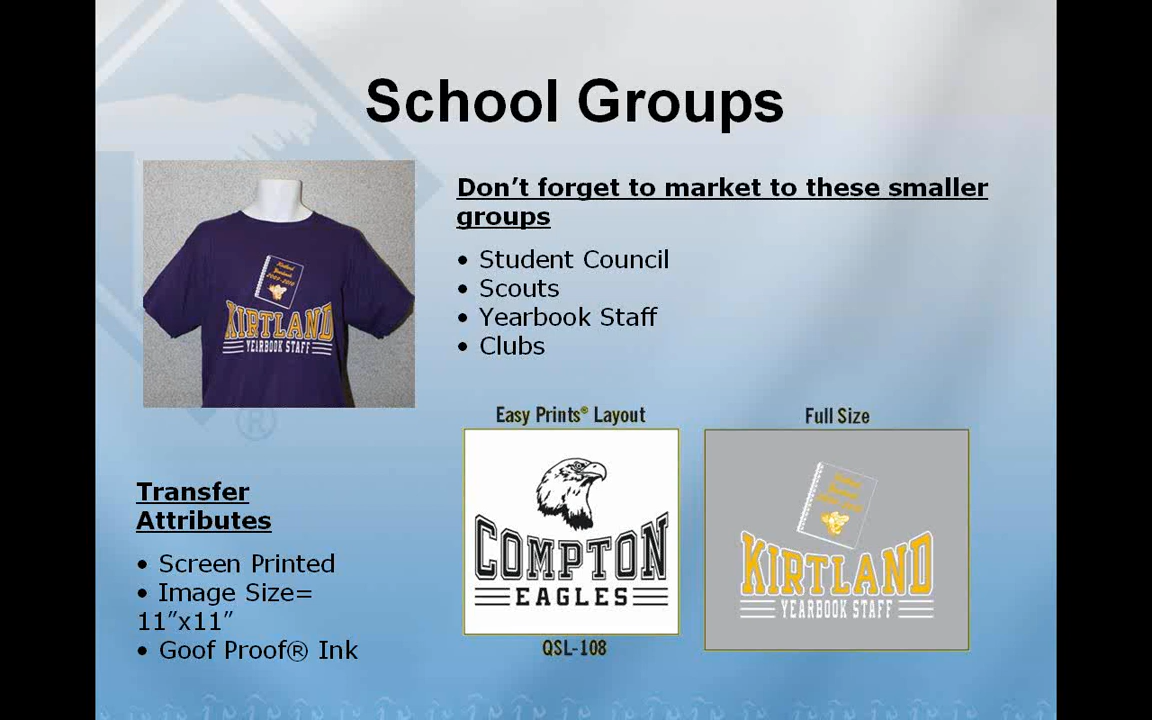 School Groups
Don’t forget to market to these smaller
groups
• Student Council
• Scouts
• Yearbook Staff
• Clubs
KIRTLAND
YEARBOOK STAFF
Easy Prints® Layout
COMPTON
EAGLES
QSL-108
Full Size
KIRTLAND
YEARBOOK STAFF
Transfer
Attributes
• Screen Printed
• Image Size=
11”x11”
• Goof Proof® Ink
®